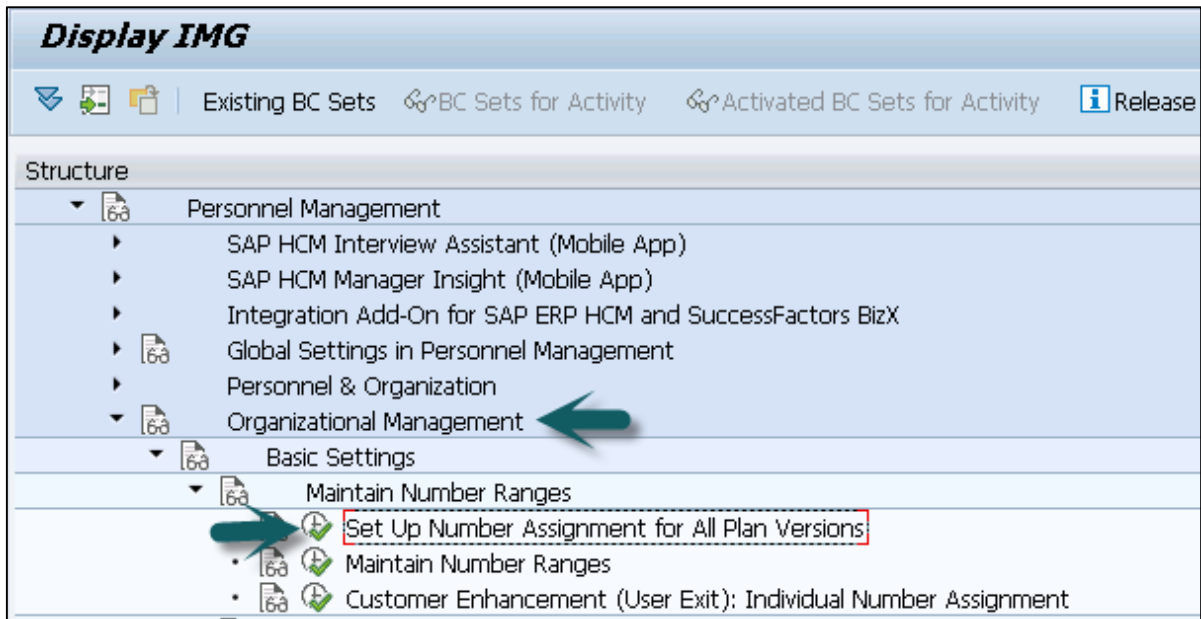 Display IMG
Existing BC Sets BC Sets for Activity Activated BC Sets for Activity Release
Structure
Personnel Management
SAP HCM Interview Assistant (Mobile App)
SAP HCM Manager Insight (Mobile App)
Integration Add-On for SAP ERP HCM and SuccessFactors BizX
Global Settings in Personnel Management
Personnel & Organization
Organizational Management
Basic Settings
Maintain Number Ranges
Set Up Number Assignment for All Plan Versions
Maintain Number Ranges
Customer Enhancement (User Exit): Individual Number Assignment